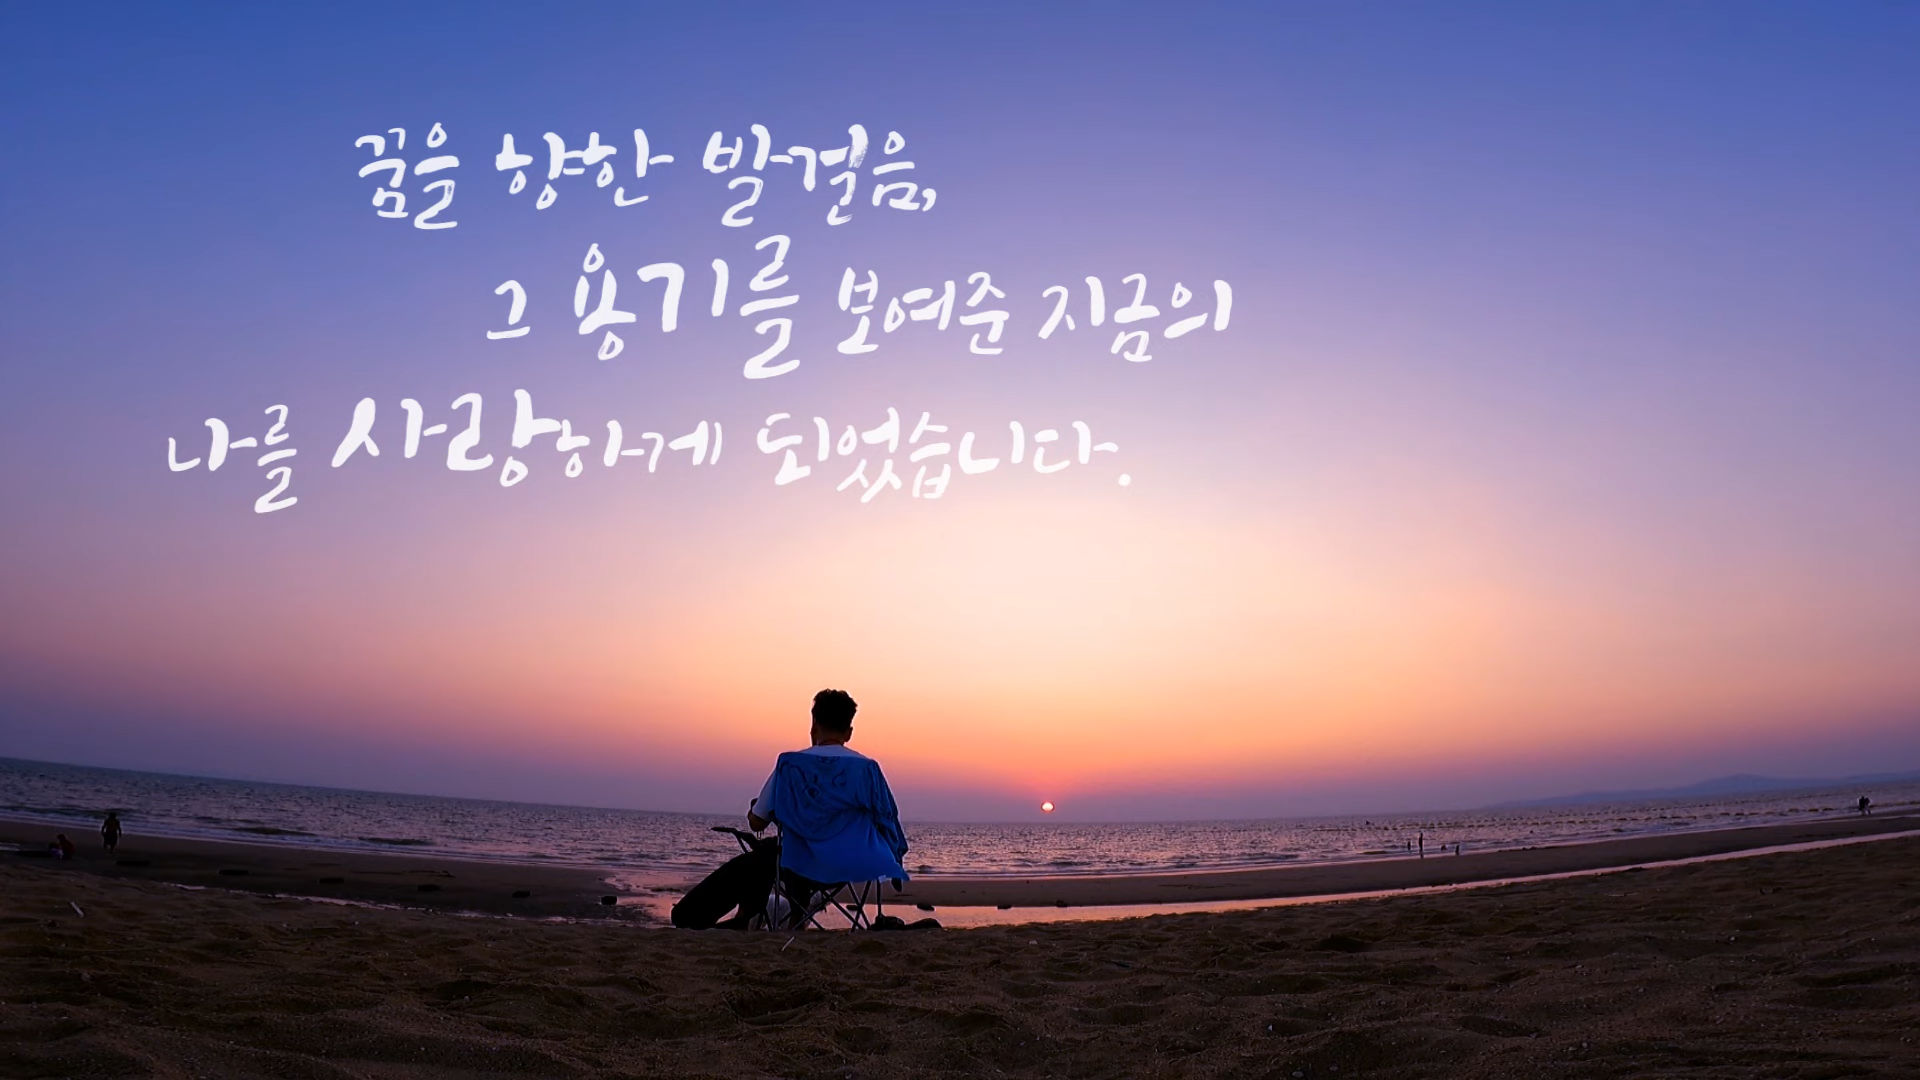 꿈을 향한 발걸음,
그 용기를 보여준 지금의
나를 사랑하게 되었습니다.